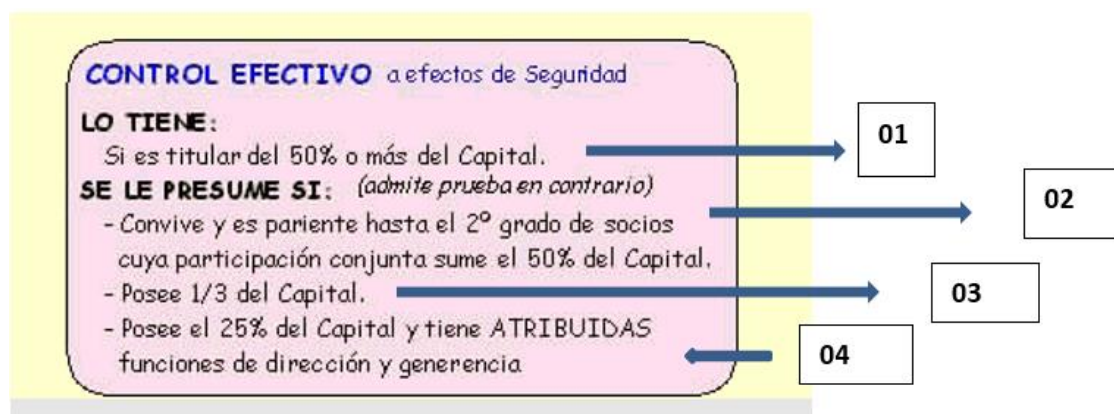 CONTROL EFECTIVO a efectos de Seguridad
LO TIENE:
Si es titular del 50% o más del Capital.
01
SE LE PRESUME SI: (admite prueba en contrario)
- Convive y es pariente hasta el 2º grado de socios
cuya participación conjunta sume el 50% del Capital.
02
- Posee 1/3 del Capital.
03
- Posee el 25% del Capital y tiene ATRIBUIDAS
funciones de dirección y generencia
04